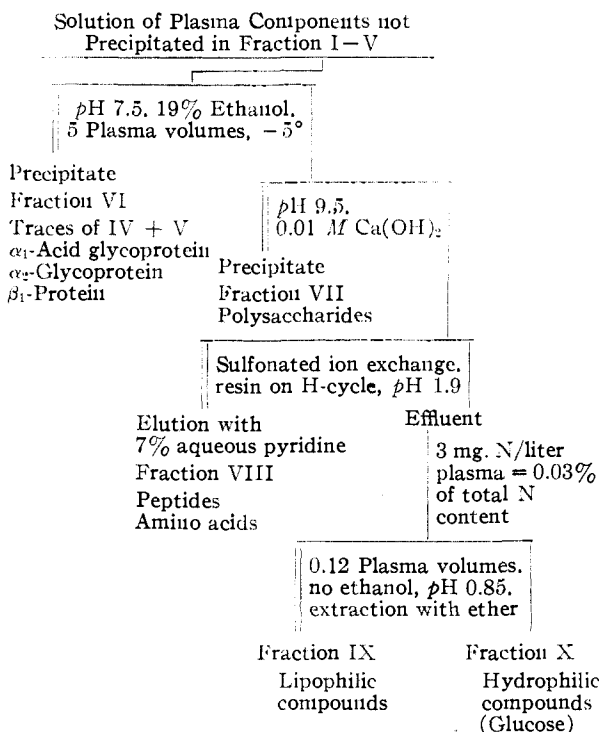 Solution of Plasma Components not
Precipitated in Fraction I–V
pH 7.5. 19% Ethanol.
5 Plasma volumes, −5°
Precipitate
Fraction VI
Traces of IV + V
α₁-Acid glycoprotein
α₂-Glycoprotein
β₁-Protein
pH 9.5.
0.01 M Ca(OH)₂
Precipitate
Fraction VII
Polysaccharides
Sulfonated ion exchange.
resin on H-cycle, pH 1.9
Elution with
7% aqueous pyridine
Fraction VIII
Peptides
Amino acids
Effluent
3 mg. N/liter
plasma = 0.03%
of total N
content
0.12 Plasma volumes.
no ethanol, pH 0.85.
extraction with ether
Fraction IX
Lipophilic
compounds
Fraction X
Hydrophilic
compounds
(Glucose)